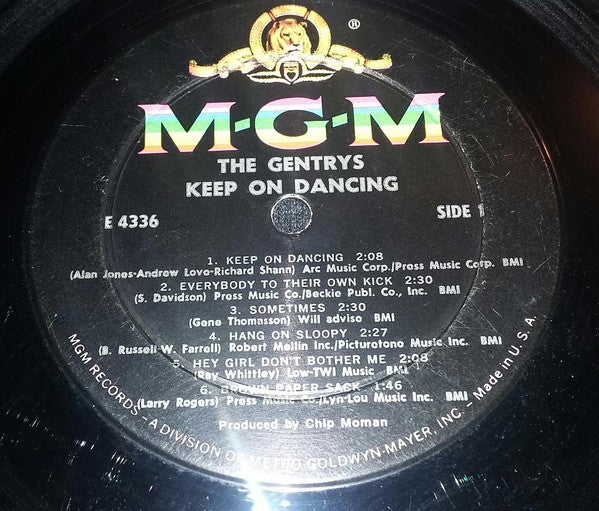 ®
M-G-M
THE GENTRYS
KEEP ON DANCING
E 4336
SIDE 1
1. KEEP ON DANCING 2:08
(Alan Jones-Andrew Lovo-Richard Shann) Arc Music Corp./Press Music Corp. BMI
2. EVERYBODY TO THEIR OWN KICK 2:30
(S. Davidson) Press Music Co./Beckie Publ. Co., Inc. BMI
3. SOMETIMES 2:30
(Gene Thomasson) Will adviso BMI
4. HANG ON SLOOPY 2:27
(B. Russell-W. Farrell) Robert Mellin Inc./Picturotono Music Inc. BMI
5. HEY GIRL DON'T BOTHER ME 2:08
(Ray Whittley) Low-TWI Music BMI
6. BROWN PAPER SACK 1:46
(Larry Rogers) Press Music Co./Lyn-Lou Music Inc. BMI
Produced by Chip Moman
MGM RECORDS - A DIVISION OF METRO-GOLDWYN-MAYER, INC. - Made in U.S.A.